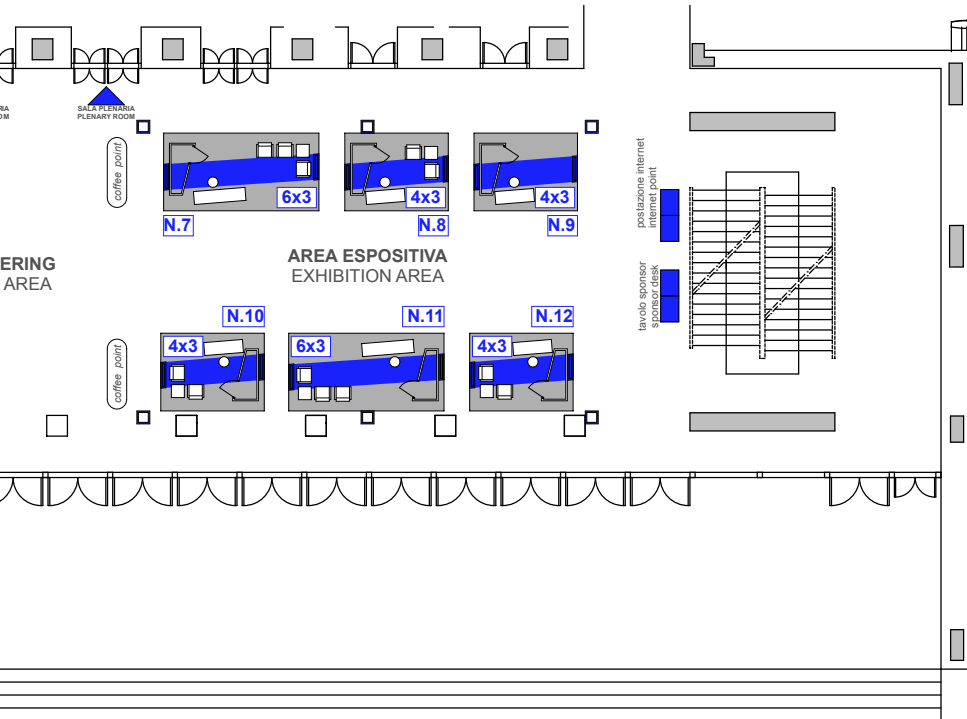 SALA PLENARIA
PLENARY ROOM
coffee point
6x3
4x3
4x3
N.7
N.8
N.9
postazione internet
internet point
AREA ESPOSITIVA
EXHIBITION AREA
ERING
AREA
tavolo sponsor
sponsor desk
N.10
N.11
N.12
4x3
6x3
4x3
coffee point